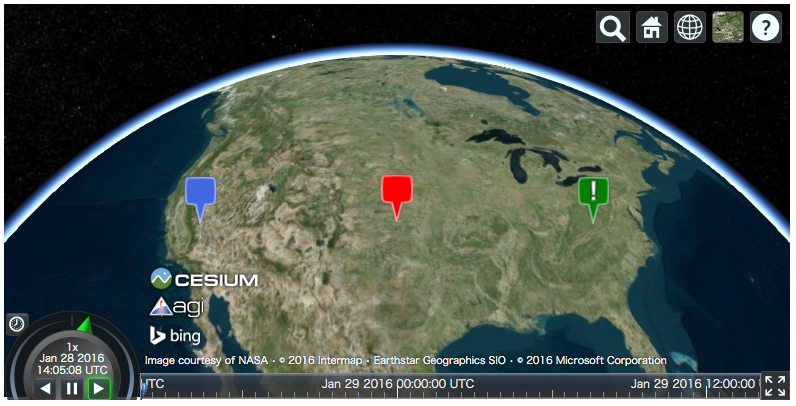 ?
!
CESIUM
agi
bing
Image courtesy of NASA · © 2016 Intermap · Earthstar Geographics SIO · © 2016 Microsoft Corporation
1x
Jan 28 2016
14:05:08 UTC
UTC
Jan 29 2016 00:00:00 UTC
Jan 29 2016 12:00:00